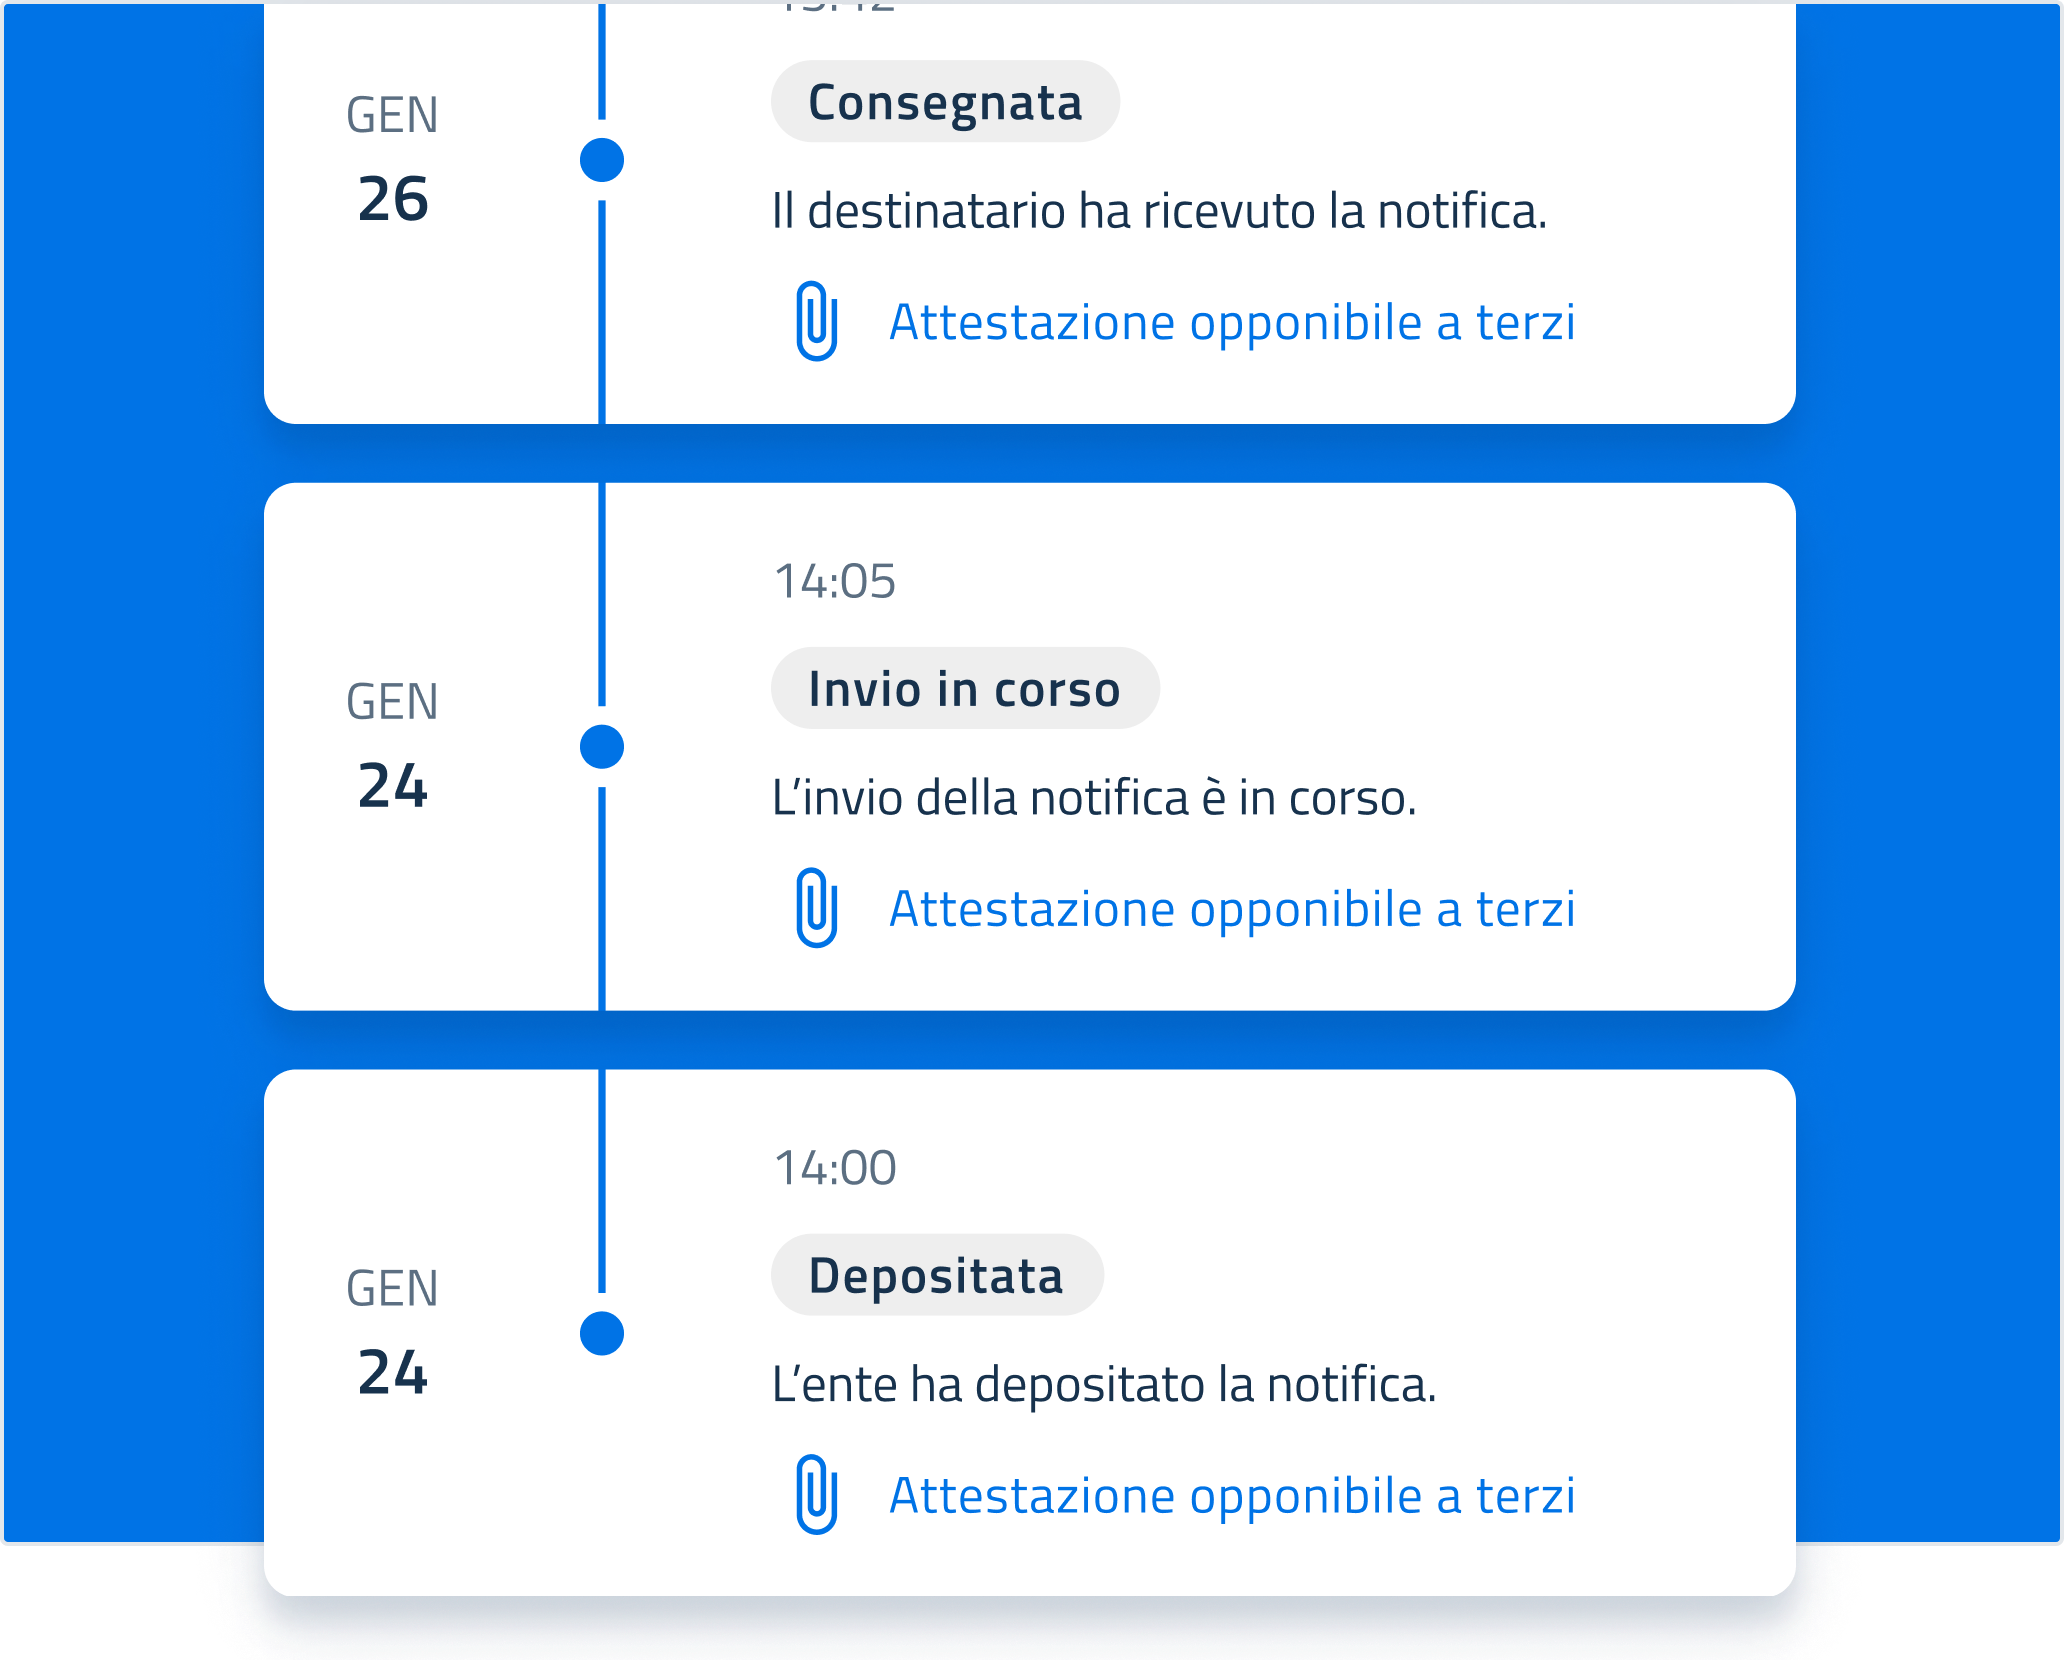 GEN
26
Consegnata
Il destinatario ha ricevuto la notifica.
Attestazione opponibile a terzi
14:05
GEN
24
Invio in corso
L’invio della notifica è in corso.
Attestazione opponibile a terzi
14:00
GEN
24
Depositata
L’ente ha depositato la notifica.
Attestazione opponibile a terzi